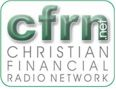 cfrn.net
CHRISTIAN
FINANCIAL
RADIO NETWORK